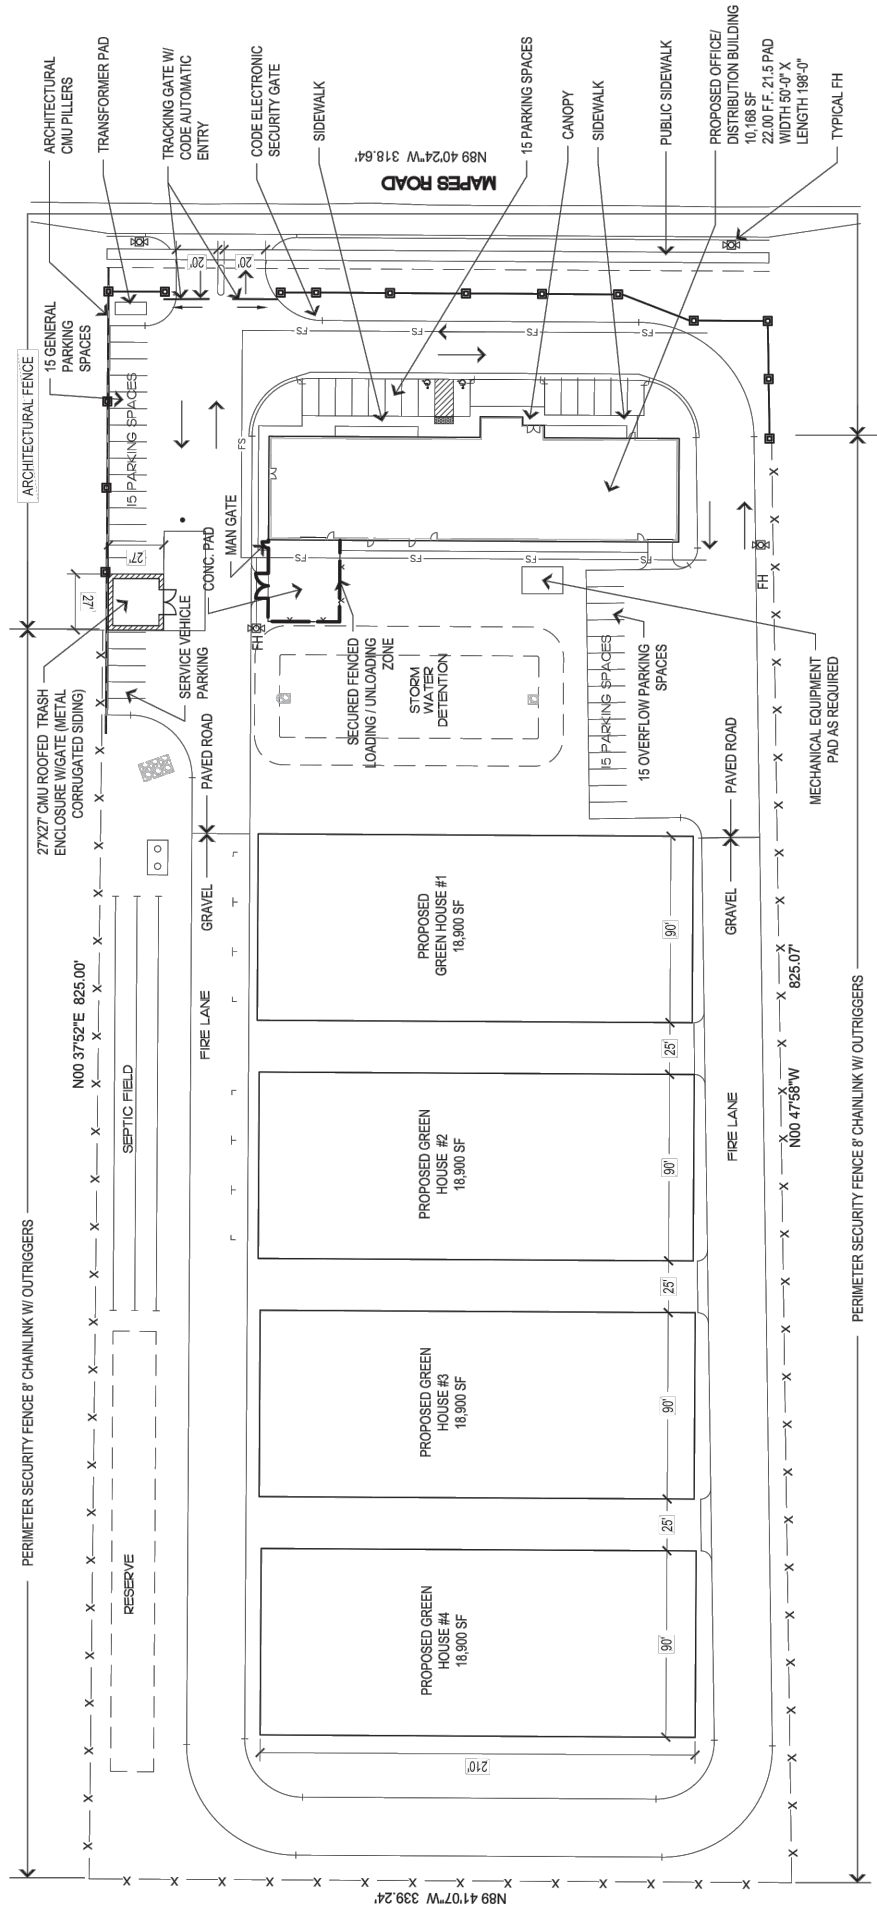 ARCHITECTURAL
CMU PILLERS
TRANSFORMER PAD
TRACKING GATE W/
CODE AUTOMATIC
ENTRY
CODE ELECTRONIC
SECURITY GATE
SIDEWALK
N89 40'24"W 318.64'
MAPES ROAD
15 PARKING SPACES
CANOPY
SIDEWALK
PUBLIC SIDEWALK
PROPOSED OFFICE/
DISTRIBUTION BUILDING
10,168 SF
22.00 F.F. 21.5 PAD
WIDTH 50'-0" X
LENGTH 198'-0"
TYPICAL FH
20'
20'
ARCHITECTURAL FENCE
15 GENERAL
PARKING
SPACES
15 PARKING SPACES
FS
FS
FS
FS
FS
FS
FS
FS
FS
27'
27'
CONC. PAD
MAN GATE
FH
FH
27'X27' CMU ROOFED TRASH
ENCLOSURE W/GATE (METAL
CORRUGATED SIDING)
SERVICE VEHICLE
PARKING
SECURED FENCED
LOADING / UNLOADING
ZONE
STORM
WATER
DETENTION
15 PARKING SPACES
15 OVERFLOW PARKING
SPACES
MECHANICAL EQUIPMENT
PAD AS REQUIRED
PAVED ROAD
PAVED ROAD
GRAVEL
GRAVEL
PROPOSED
GREEN HOUSE #1
18,900 SF
90'
N00 37'52"E 825.00'
825.07'
N00 47'58"W
FIRE LANE
FIRE LANE
SEPTIC FIELD
25'
PROPOSED GREEN
HOUSE #2
18,900 SF
90'
25'
PERIMETER SECURITY FENCE 8' CHAINLINK W/ OUTRIGGERS
PERIMETER SECURITY FENCE 8' CHAINLINK W/ OUTRIGGERS
PROPOSED GREEN
HOUSE #3
18,900 SF
90'
25'
RESERVE
PROPOSED GREEN
HOUSE #4
18,900 SF
90'
210'
N89 41'07"W 339.24'